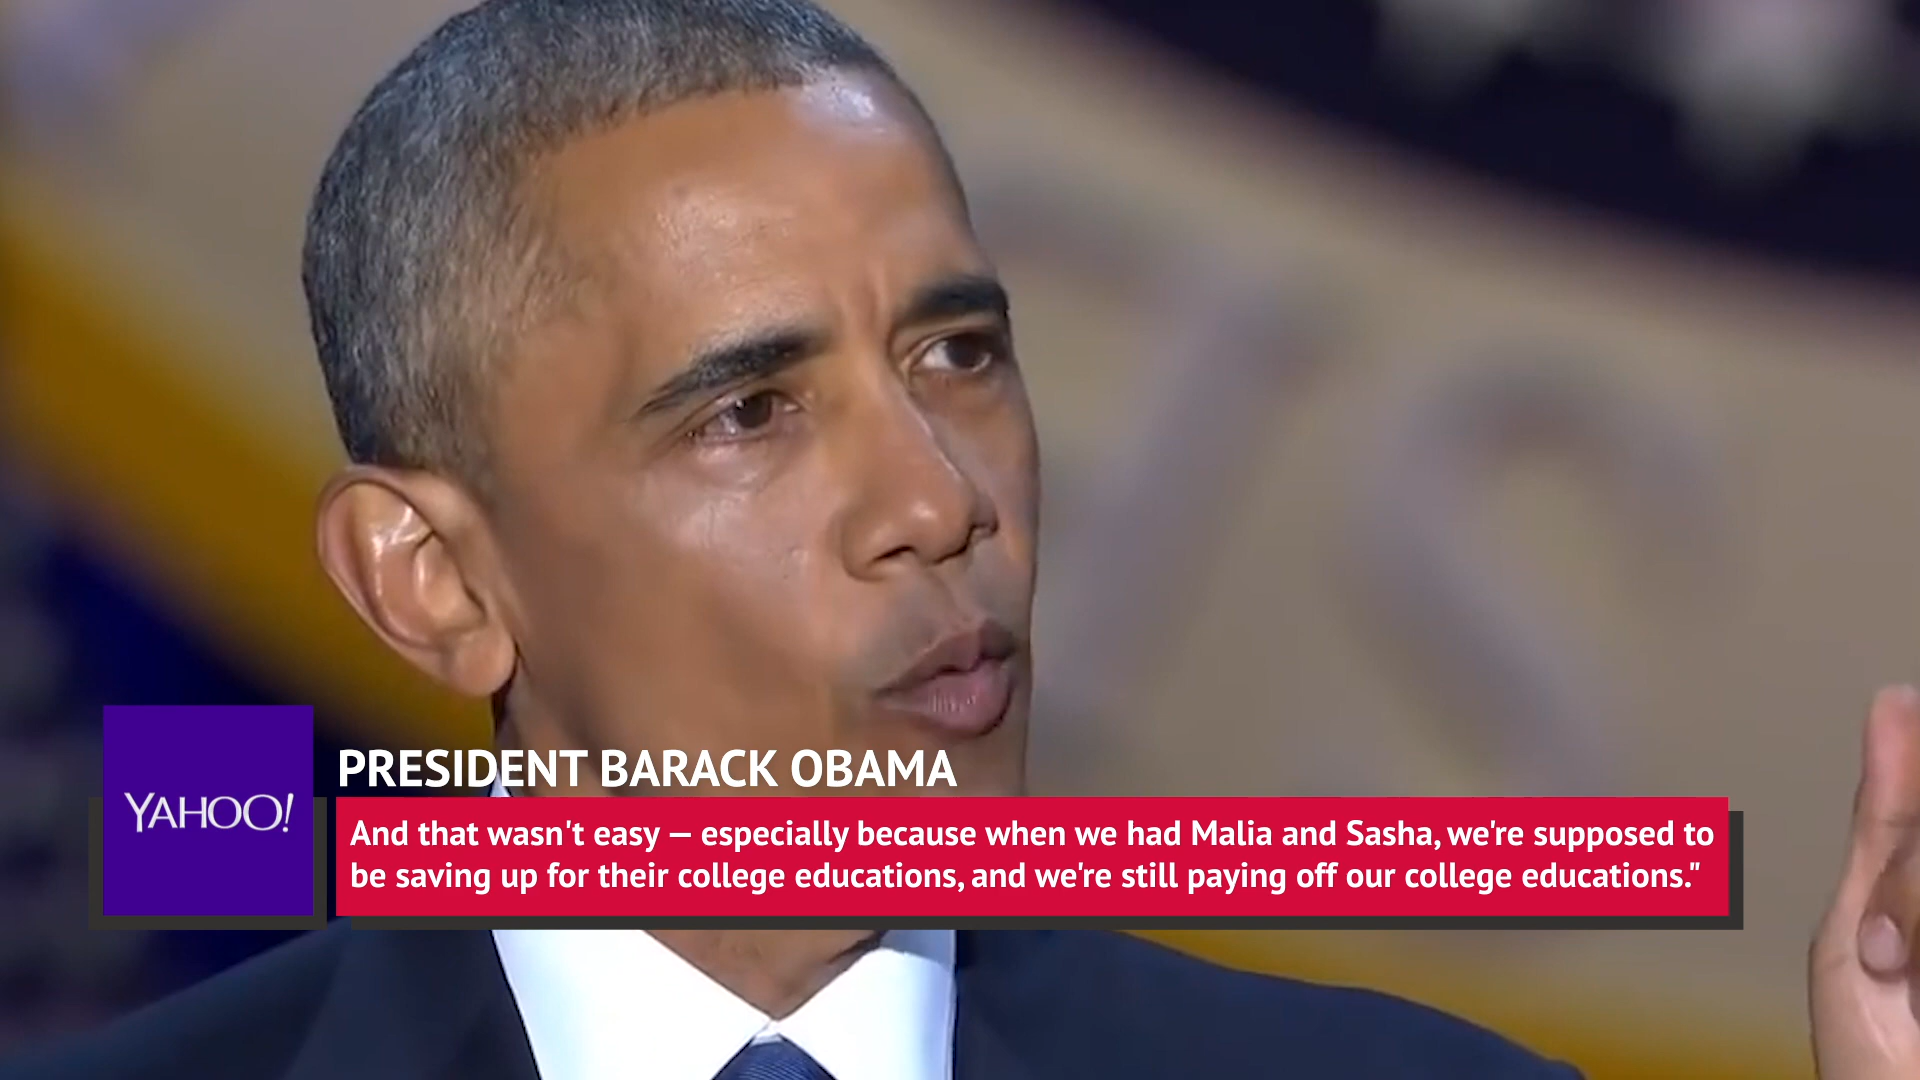 PRESIDENT BARACK OBAMA
YAHOO!
And that wasn't easy — especially because when we had Malia and Sasha, we're supposed to
be saving up for their college educations, and we're still paying off our college educations."